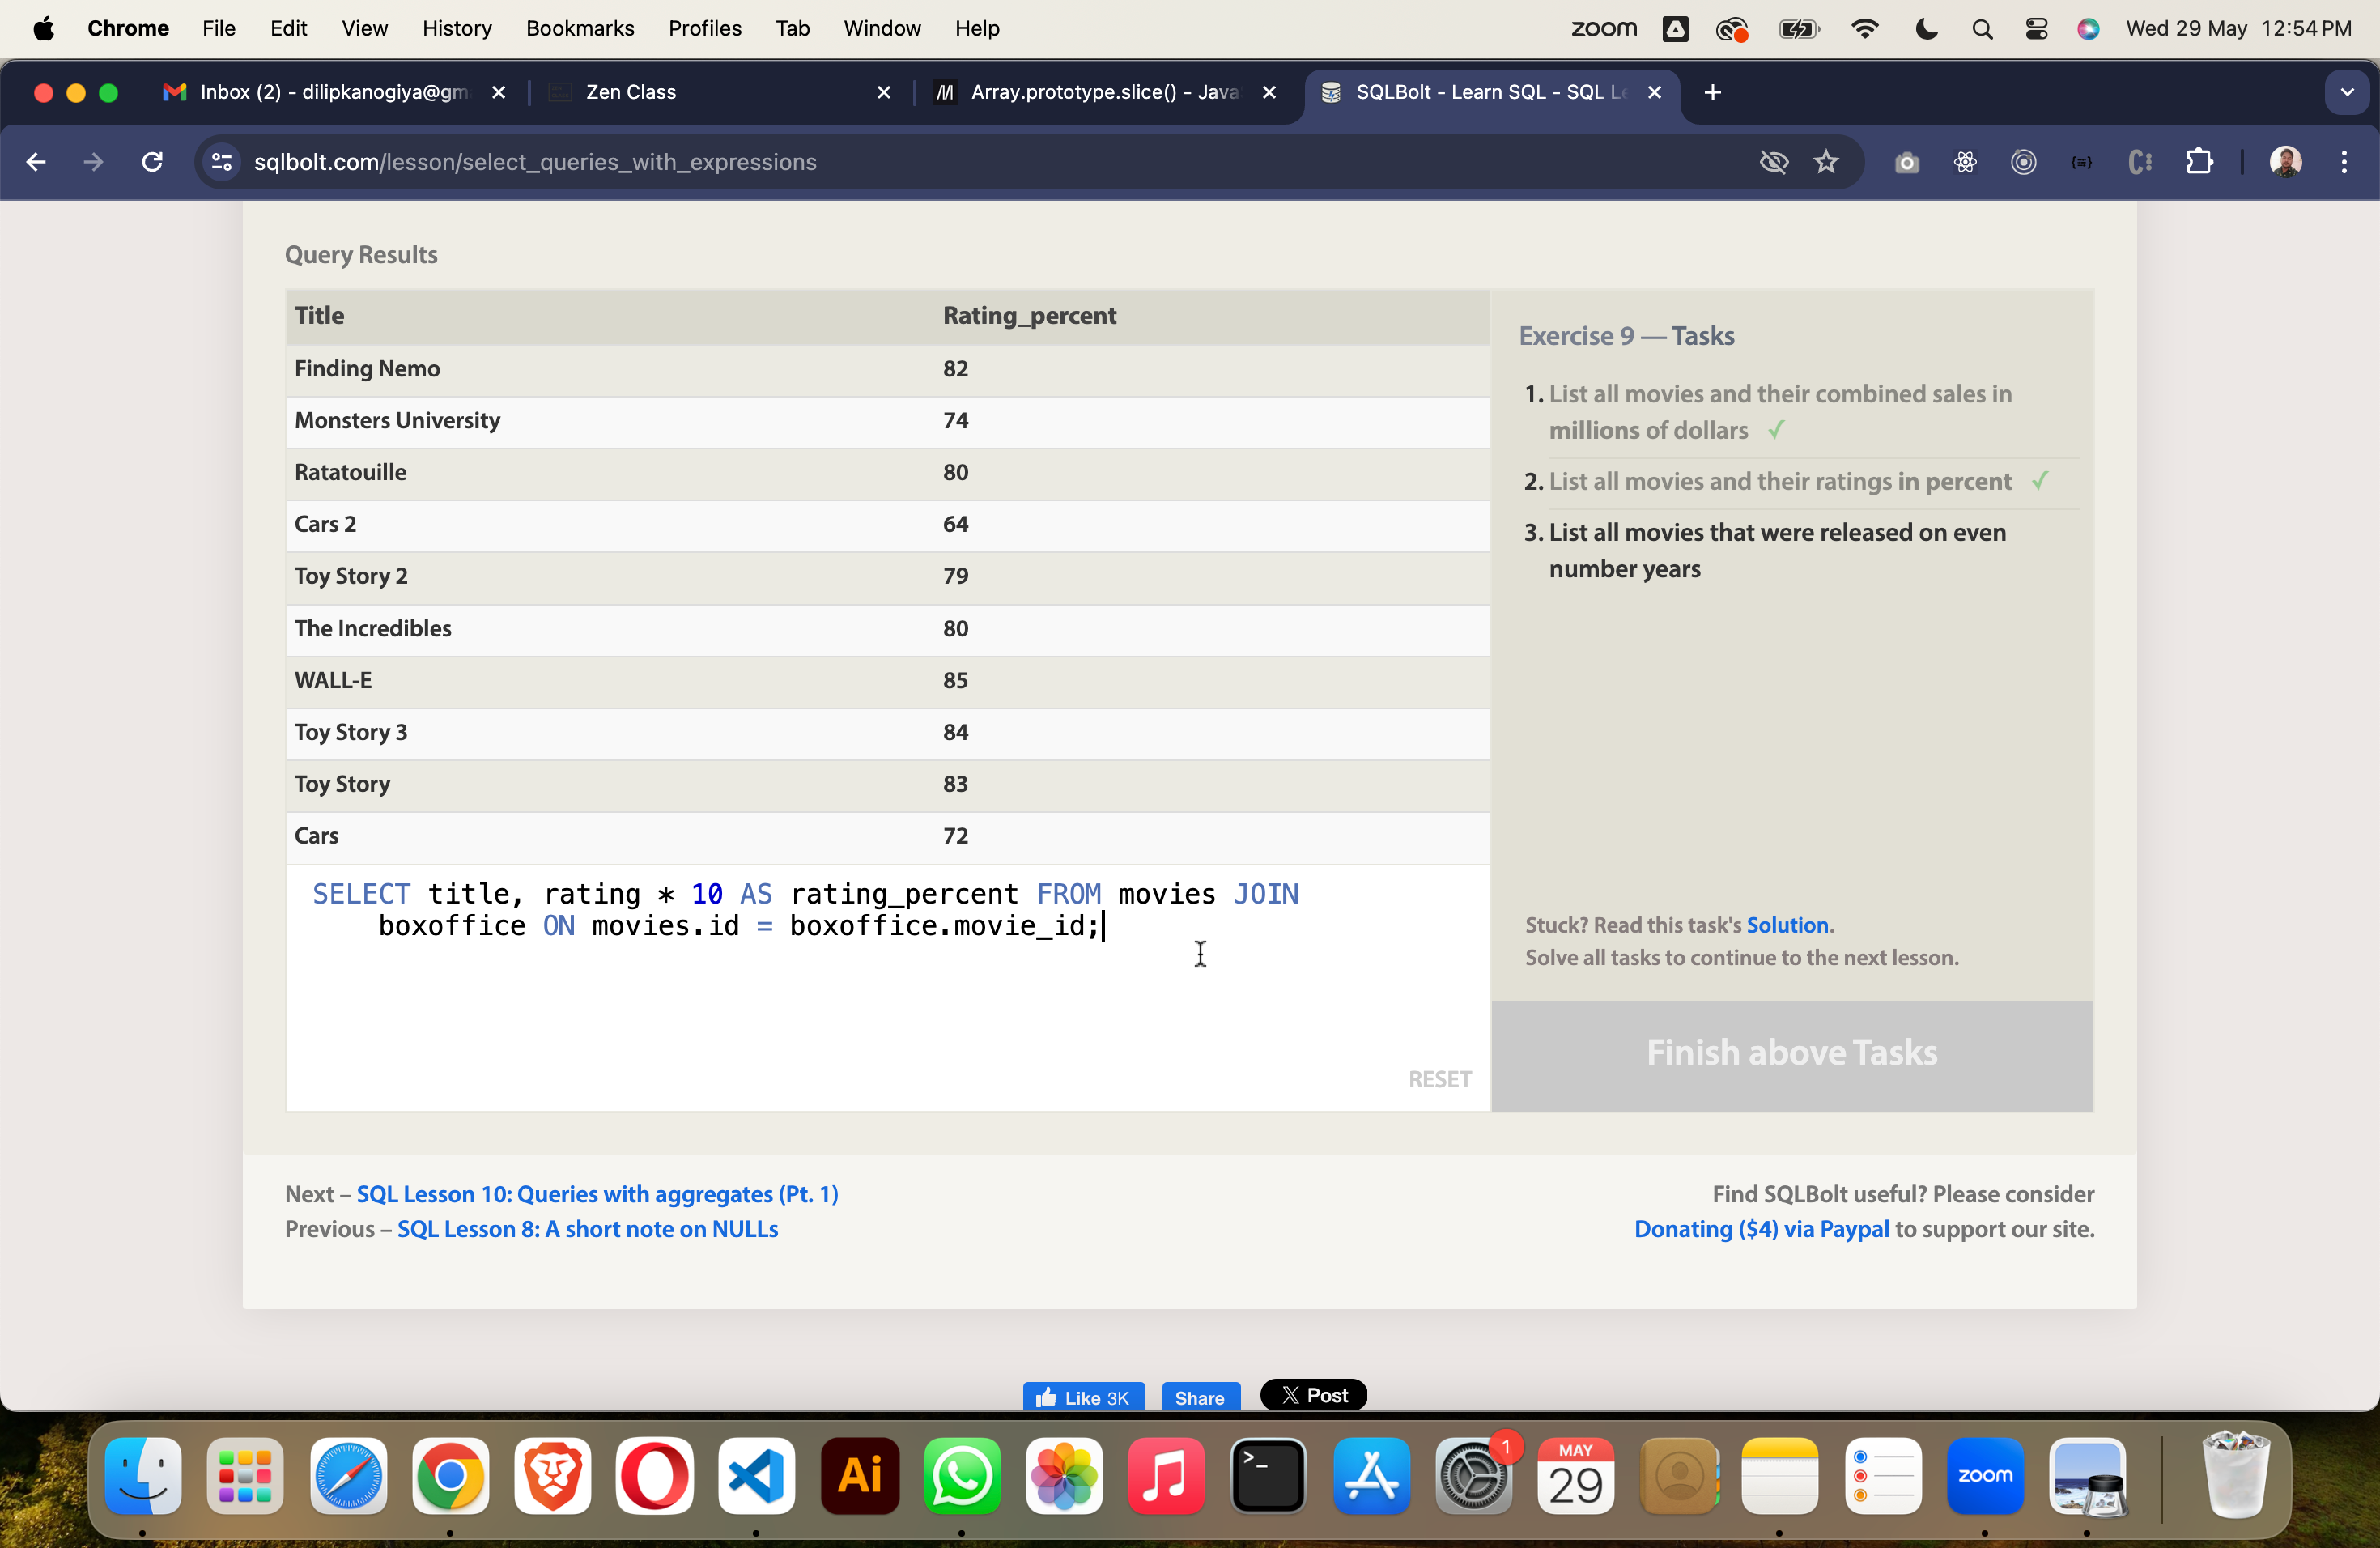 Chrome File Edit View History Bookmarks Profiles Tab Window Help zoom Wed 29 May 12:54 PM
Inbox (2) - dilipkanogiya@gm Zen Class Array.prototype.slice() - Java SQLBolt - Learn SQL - SQL Le
sqlbolt.com/lesson/select_queries_with_expressions
Query Results
Title Rating_percent
Finding Nemo 82
Monsters University 74
Ratatouille 80
Cars 2 64
Toy Story 2 79
The Incredibles 80
WALL-E 85
Toy Story 3 84
Toy Story 83
Cars 72
SELECT title, rating * 10 AS rating_percent FROM movies JOIN
boxoffice ON movies.id = boxoffice.movie_id;
RESET
Exercise 9 — Tasks
1. List all movies and their combined sales in
millions of dollars ✓
2. List all movies and their ratings in percent ✓
3. List all movies that were released on even
number years
Stuck? Read this task's Solution.
Solve all tasks to continue to the next lesson.
Finish above Tasks
Next – SQL Lesson 10: Queries with aggregates (Pt. 1)
Previous – SQL Lesson 8: A short note on NULLs
Find SQLBolt useful? Please consider
Donating ($4) via Paypal to support our site.
Like 3K Share X Post
Ai >_ 1 MAY 29 zoom